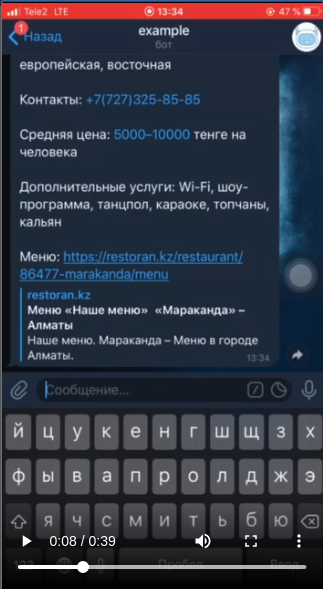 Tele2 LTE 13:34 47 %
1
Назад
example
бот
европейская, восточная
Контакты: +7(727)325-85-85
Средняя цена: 5000–10000 тенге на
человека
Дополнительные услуги: Wi-Fi, шоу-
программа, танцпол, караоке, топчаны,
кальян
Меню: https://restoran.kz/restaurant/
86477-marakanda/menu
restoran.kz
Меню «Наше меню» «Мараканда» –
Алматы
Наше меню. Мараканда – Меню в городе
Алматы.
13:34
Сообщение...
й ц у к е н г ш щ з х
ф ы в а п р о л д ж э
я ч с м и т ь б ю
0:08 / 0:39
123 Пробел Ввод